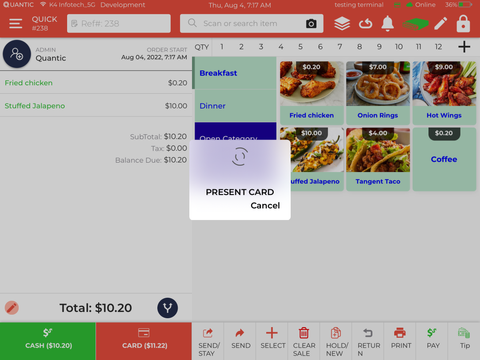 QUANTIC K4 Infotech_5G Development Thu, Aug 4, 7:17 AM testing terminal Online 36%
QUICK
#238
Ref#: 238
Scan or search item
ADMIN
Quantic
ORDER START
Aug 04, 2022, 7:17 AM
QTY 1 2 3 4 5 6 7 8 9 10 11 12 +
Fried chicken $0.20
Stuffed Jalapeno $10.00
SubTotal: $10.20
Tax: $0.00
Balance Due: $10.20
Breakfast
Dinner
Open Category
$0.20
Fried chicken
$7.00
Onion Rings
$9.00
Hot Wings
$10.00
uffed Jalapeno
$4.00
Tangent Taco
$0.20
Coffee
PRESENT CARD
Cancel
Total: $10.20
CASH ($10.20)
CARD ($11.22)
SEND/
STAY
SEND
SELECT
CLEAR
SALE
HOLD/
NEW
RETUR
N
PRINT
PAY
Tip